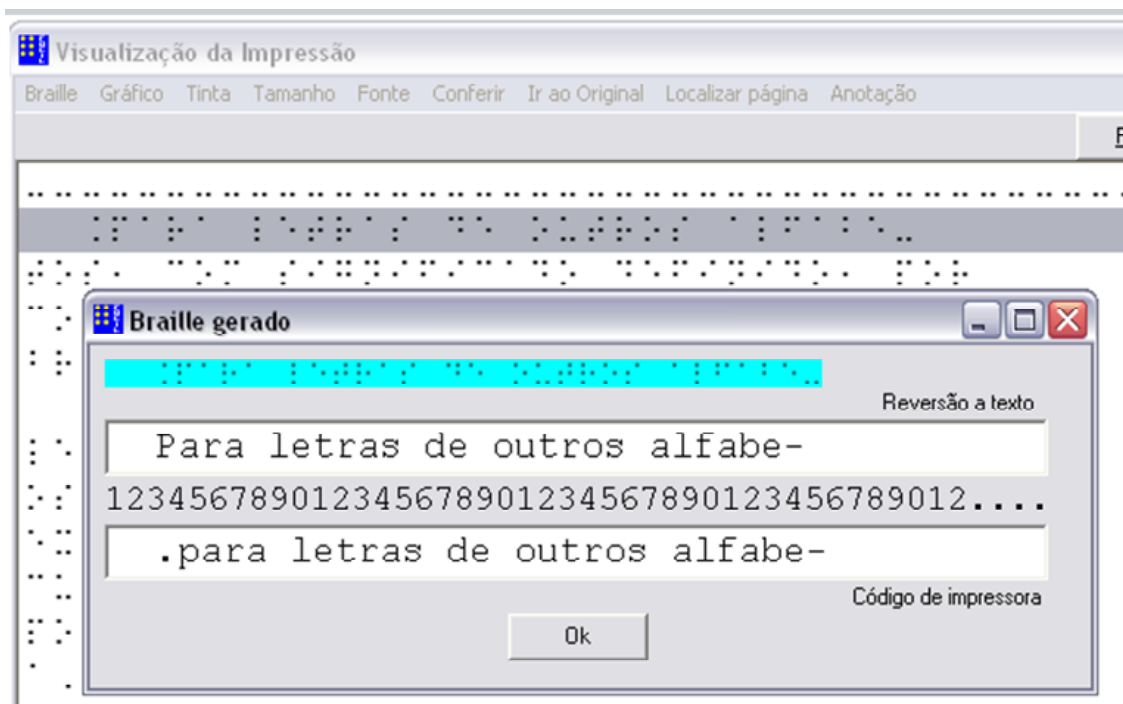 Visualização da Impressão
Braille Gráfico Tinta Tamanho Fonte Conferir Ir ao Original Localizar página Anotação
⠨⠏⠁⠗⠁ ⠇⠑⠞⠗⠁⠎ ⠙⠑ ⠕⠥⠞⠗⠕⠎ ⠁⠇⠋⠁⠃⠑⠤
Braille gerado
⠨⠏⠁⠗⠁ ⠇⠑⠞⠗⠁⠎ ⠙⠑ ⠕⠥⠞⠗⠕⠎ ⠁⠇⠋⠁⠃⠑⠤
Reversão a texto
Para letras de outros alfabe-
123456789012345678901234567890123456789012....
.para letras de outros alfabe-
Código de impressora
Ok